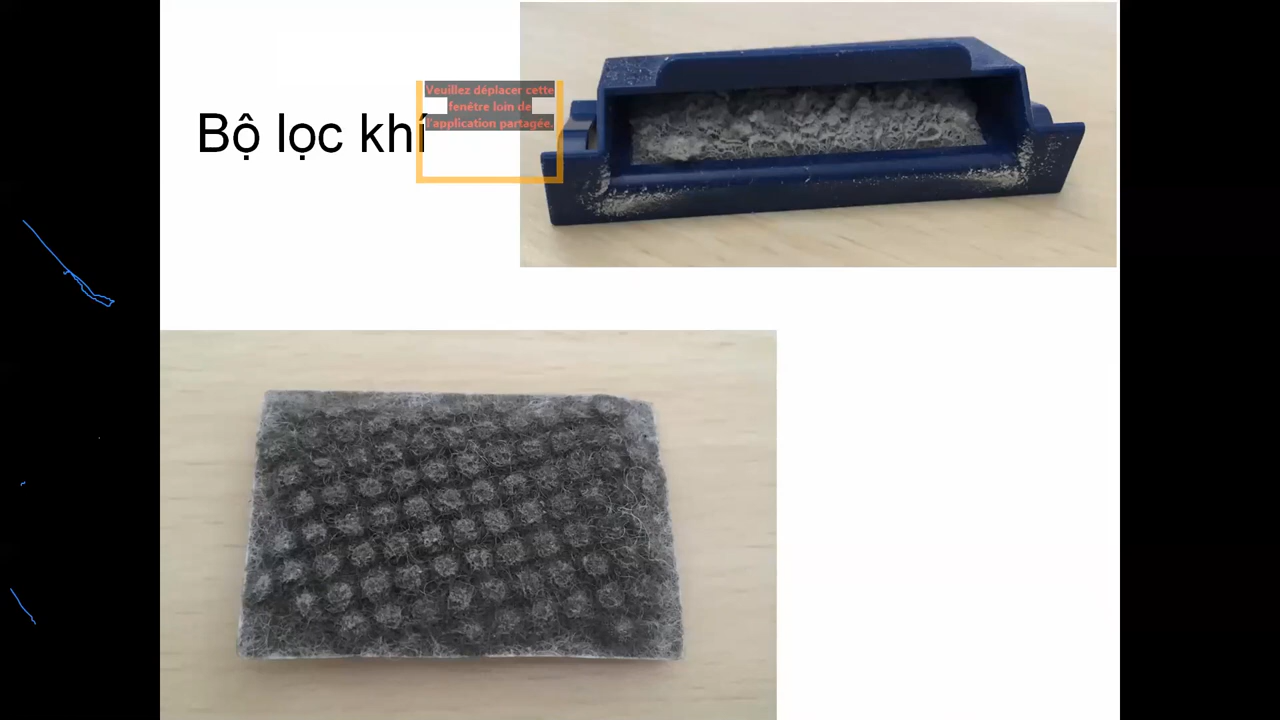 Bộ lọc khí
Veuillez déplacer cette
fenêtre loin de
l'application partagée.